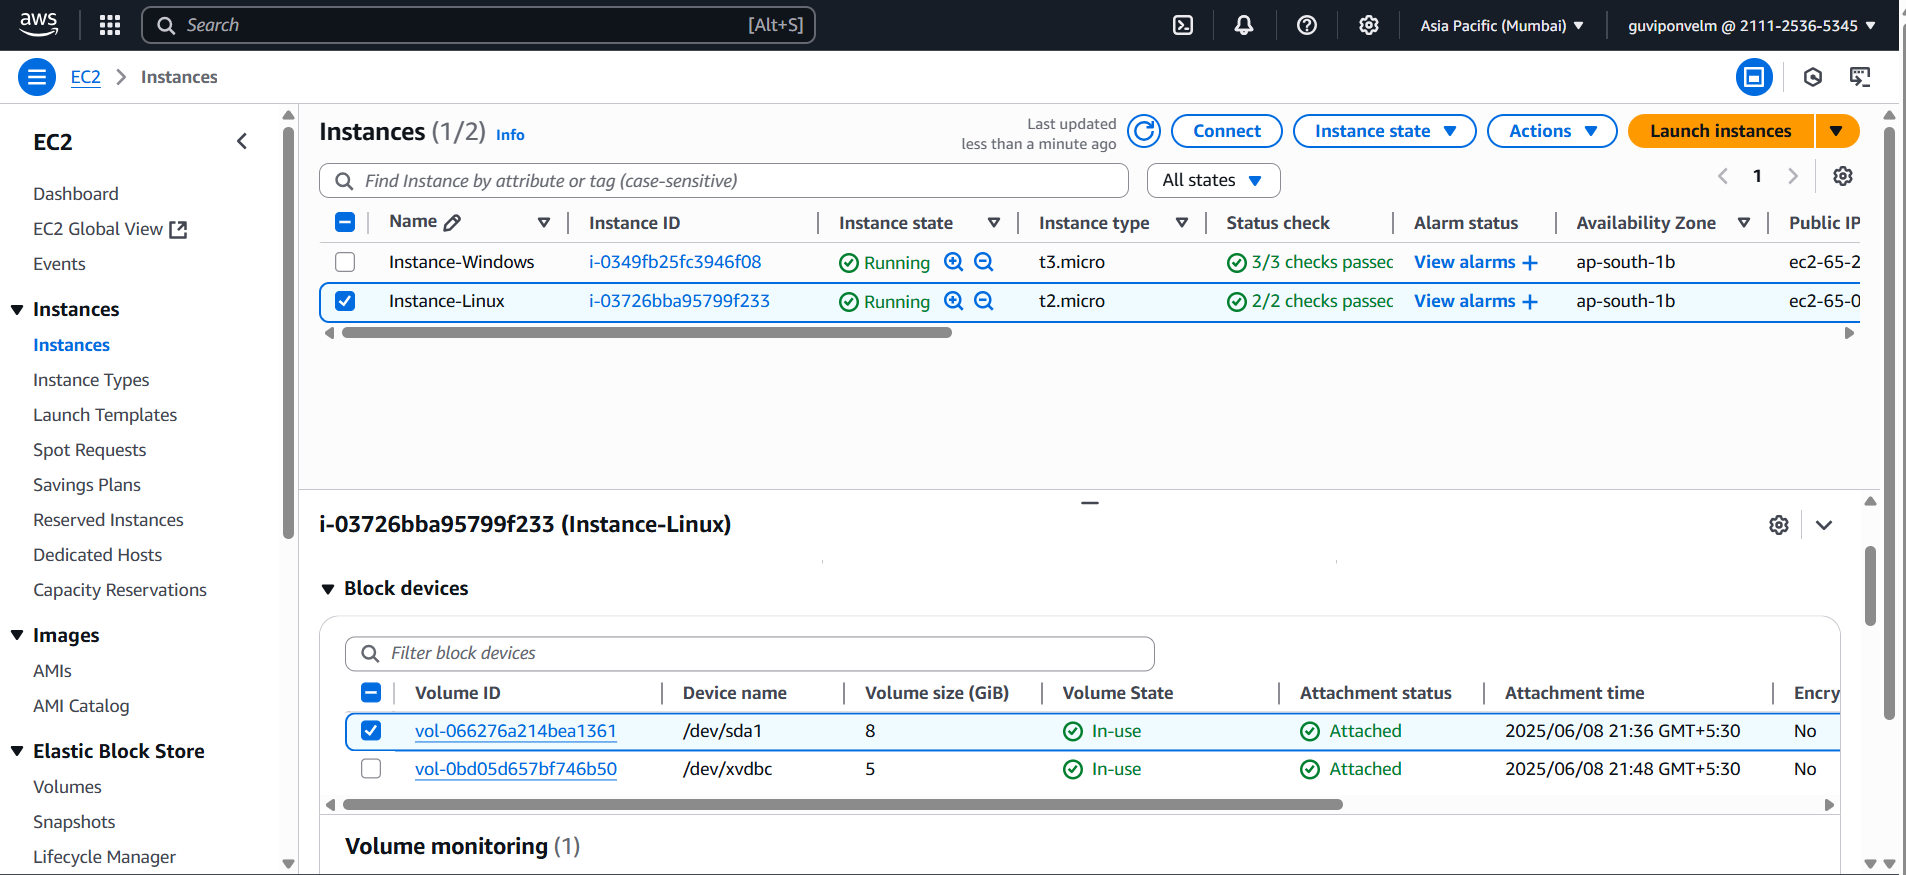 aws
Search [Alt+S]
Asia Pacific (Mumbai)
guviponvelm @ 2111-2536-5345
EC2 Instances
EC2
Dashboard
EC2 Global View
Events
Instances
Instances
Instance Types
Launch Templates
Spot Requests
Savings Plans
Reserved Instances
Dedicated Hosts
Capacity Reservations
Images
AMIs
AMI Catalog
Elastic Block Store
Volumes
Snapshots
Lifecycle Manager
Instances (1/2) Info
Last updated
less than a minute ago
Connect
Instance state
Actions
Launch instances
Find Instance by attribute or tag (case-sensitive)
All states
1
Name Instance ID Instance state Instance type Status check Alarm status Availability Zone Public IP
Instance-Windows i-0349fb25fc3946f08 Running t3.micro 3/3 checks passec View alarms + ap-south-1b ec2-65-2
Instance-Linux i-03726bba95799f233 Running t2.micro 2/2 checks passec View alarms + ap-south-1b ec2-65-0
i-03726bba95799f233 (Instance-Linux)
Block devices
Filter block devices
Volume ID Device name Volume size (GiB) Volume State Attachment status Attachment time Encry
vol-066276a214bea1361 /dev/sda1 8 In-use Attached 2025/06/08 21:36 GMT+5:30 No
vol-0bd05d657bf746b50 /dev/xvdbc 5 In-use Attached 2025/06/08 21:48 GMT+5:30 No
Volume monitoring (1)